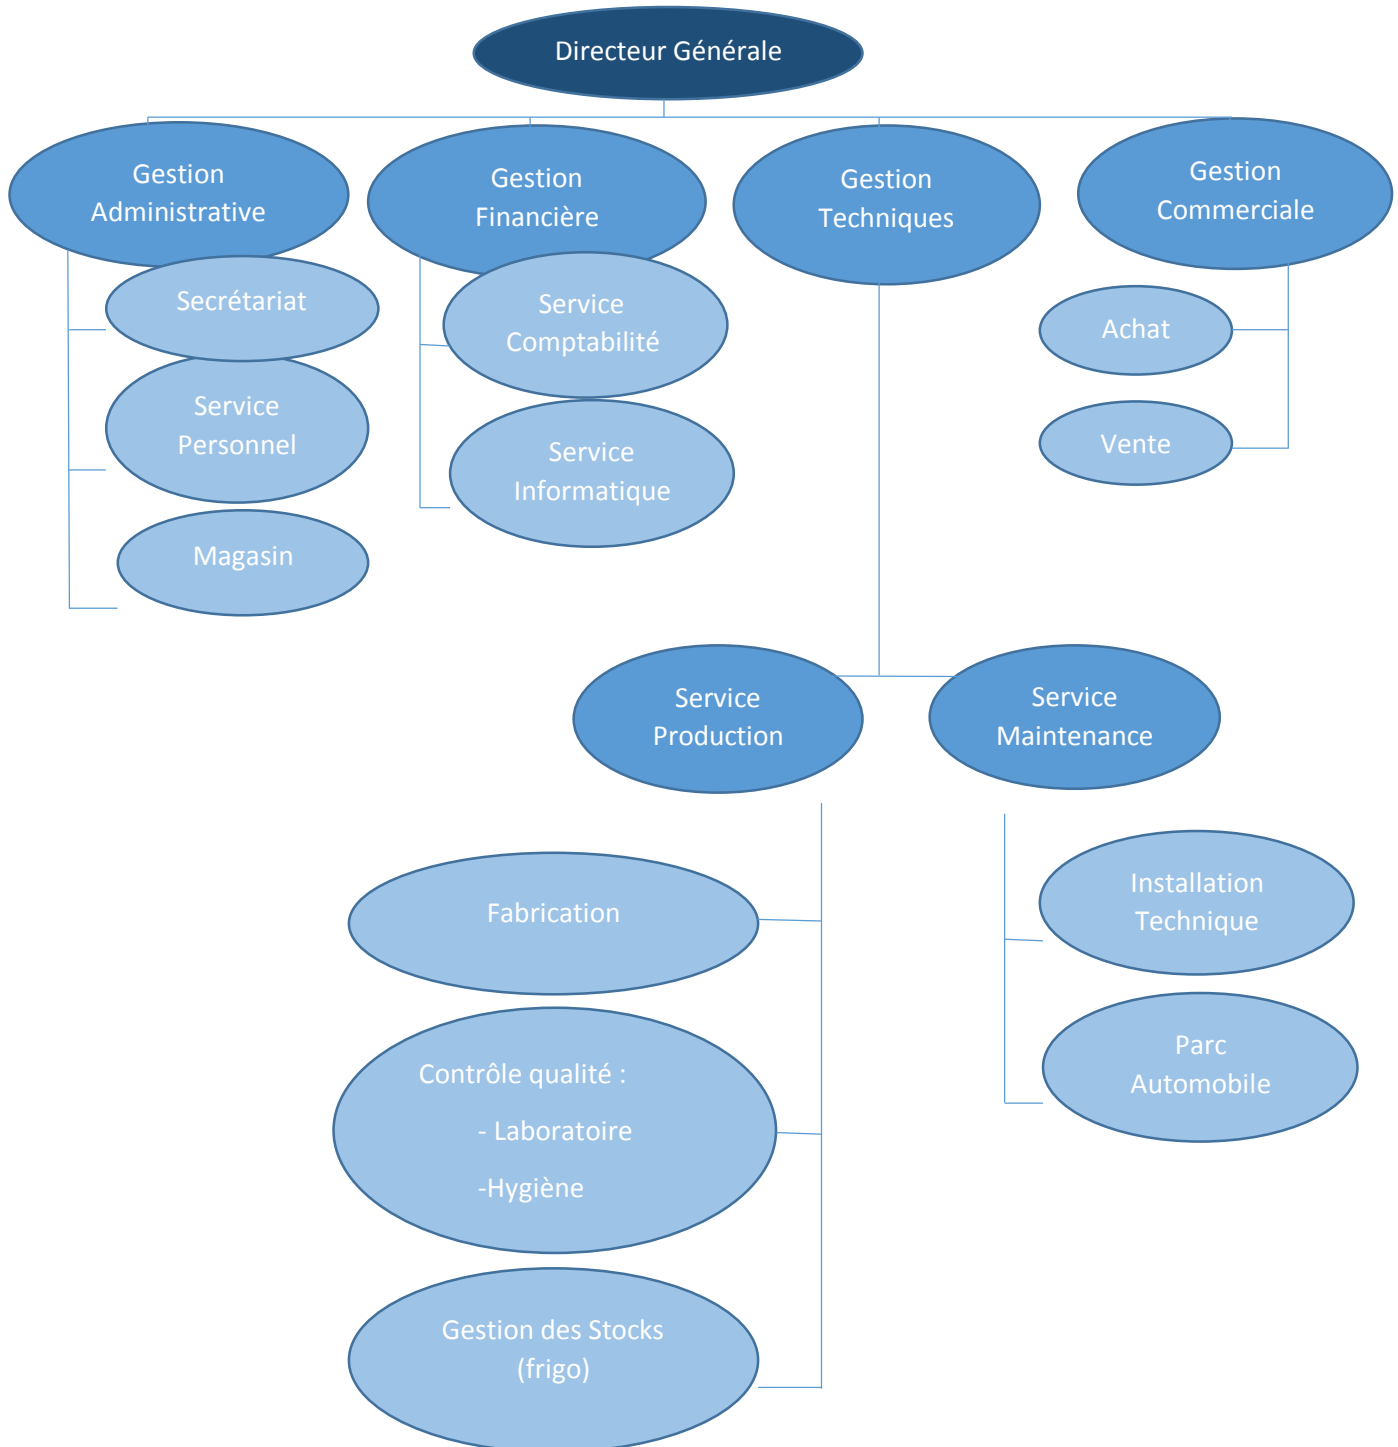 Directeur Générale
Gestion
Administrative
Gestion
Financière
Gestion
Techniques
Gestion
Commerciale
Secrétariat
Service
Personnel
Magasin
Service
Comptabilité
Service
Informatique
Achat
Vente
Service
Production
Service
Maintenance
Fabrication
Contrôle qualité :
- Laboratoire
-Hygiène
Gestion des Stocks
(frigo)
Installation
Technique
Parc
Automobile